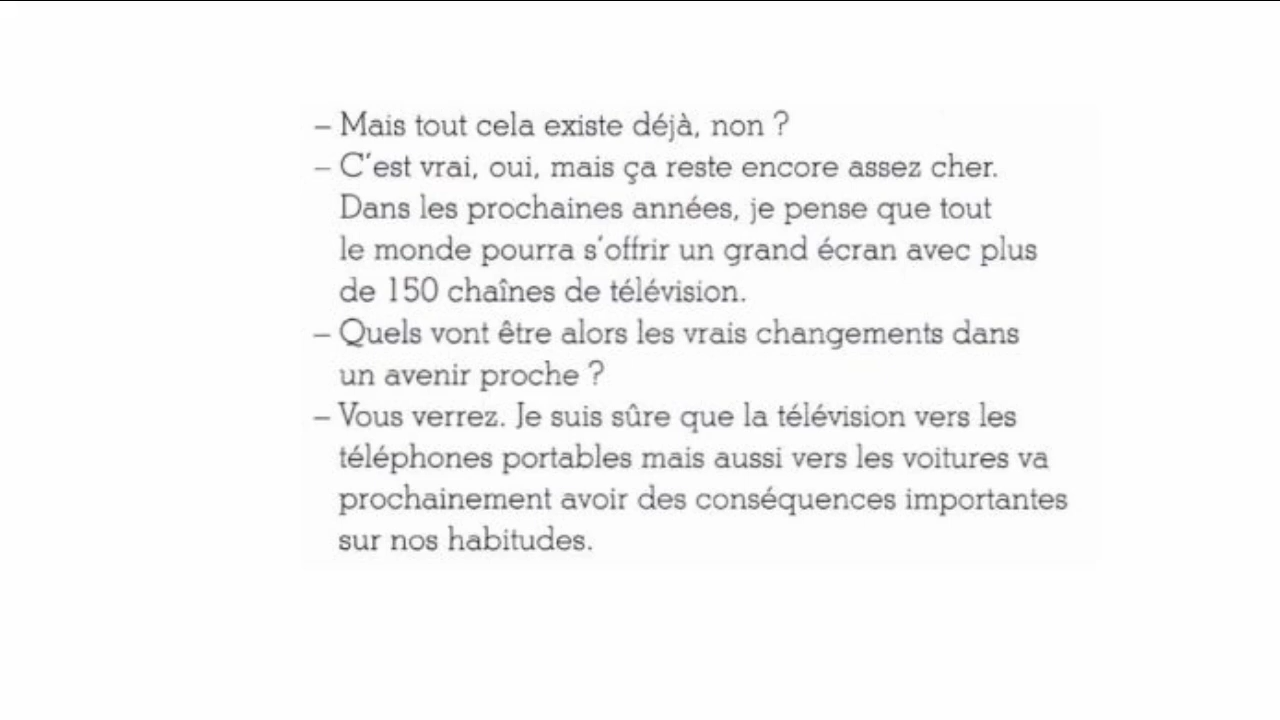 – Mais tout cela existe déjà, non ?
– C'est vrai, oui, mais ça reste encore assez cher.
Dans les prochaines années, je pense que tout
le monde pourra s'offrir un grand écran avec plus
de 150 chaînes de télévision.
– Quels vont être alors les vrais changements dans
un avenir proche ?
– Vous verrez. Je suis sûre que la télévision vers les
téléphones portables mais aussi vers les voitures va
prochainement avoir des conséquences importantes
sur nos habitudes.